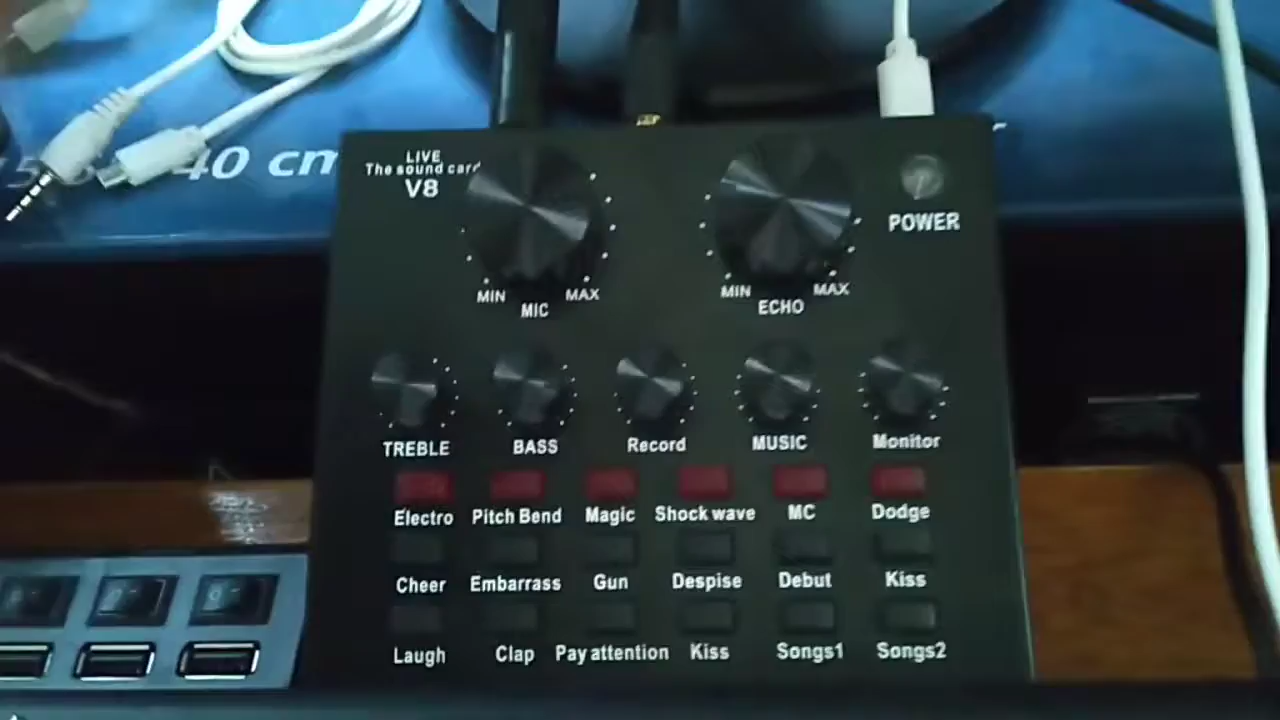 40 cm
LIVE
The sound card
V8
POWER
MIN MAX
MIC
MIN MAX
ECHO
TREBLE BASS Record MUSIC Monitor
Electro Pitch Bend Magic Shock wave MC Dodge
Cheer Embarrass Gun Despise Debut Kiss
Laugh Clap Pay attention Kiss Songs1 Songs2